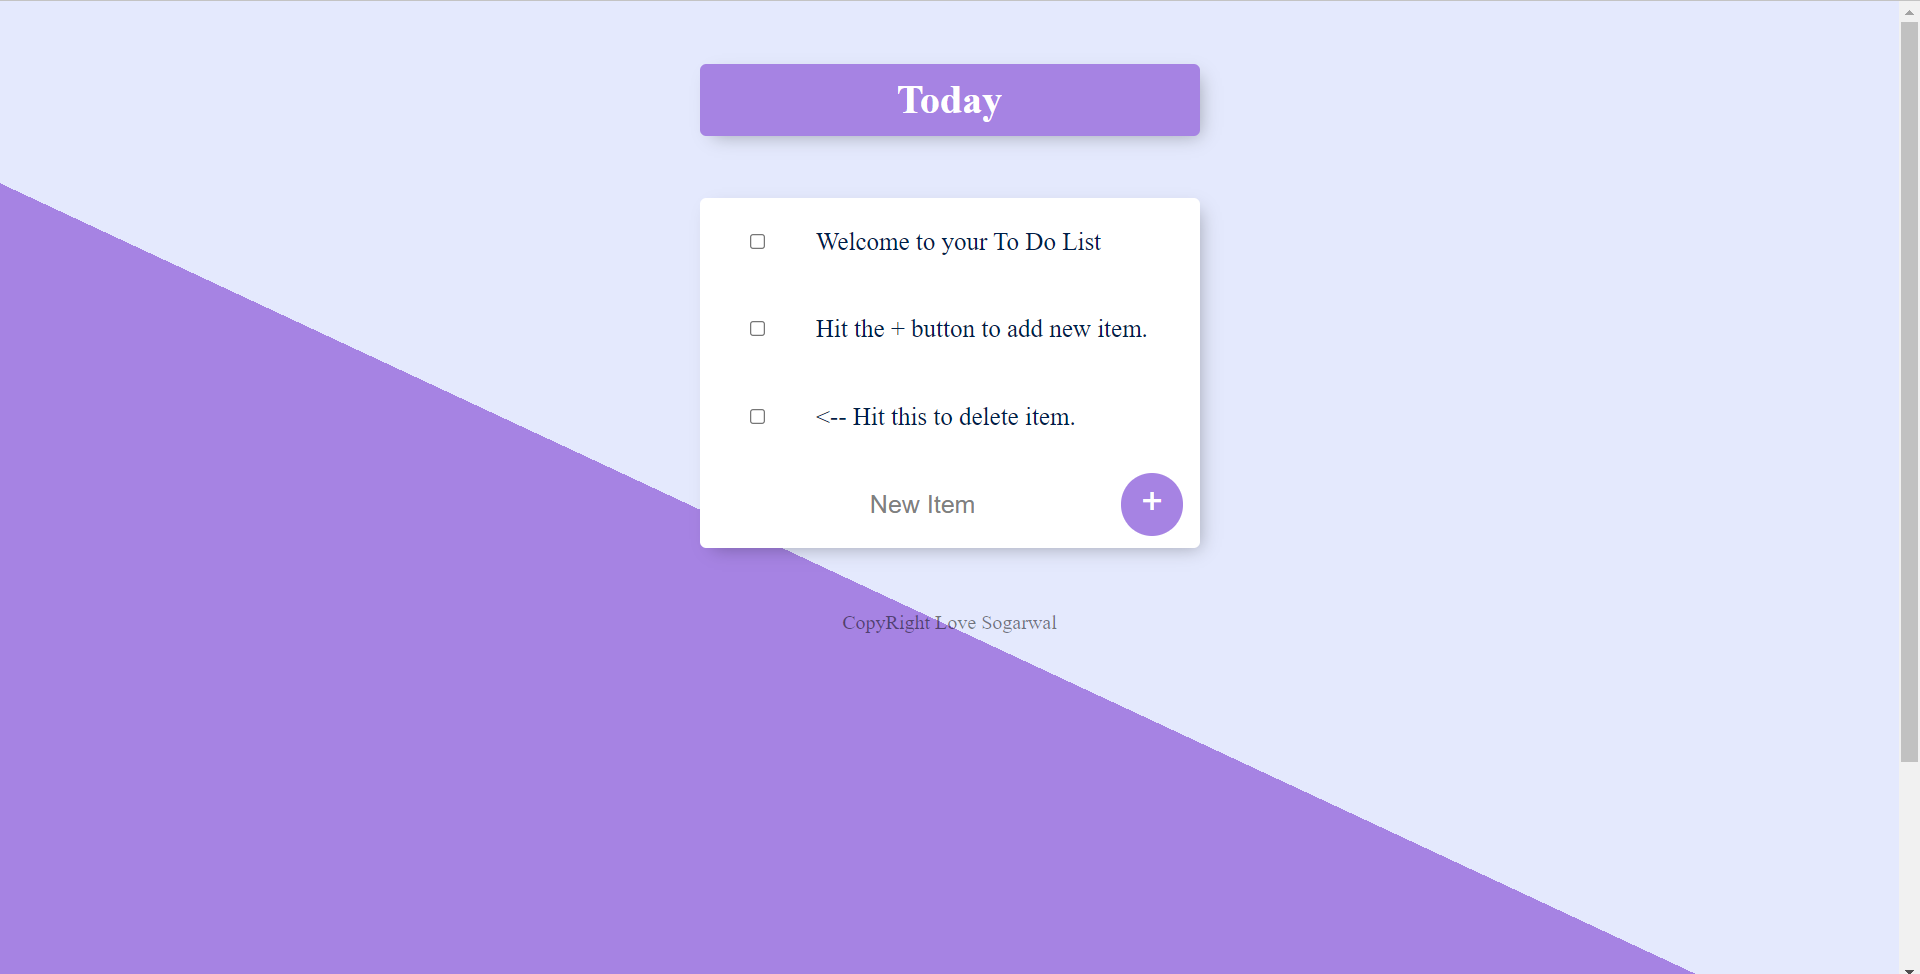 Today
Welcome to your To Do List
Hit the + button to add new item.
<-- Hit this to delete item.
New Item
+
CopyRight Love Sogarwal